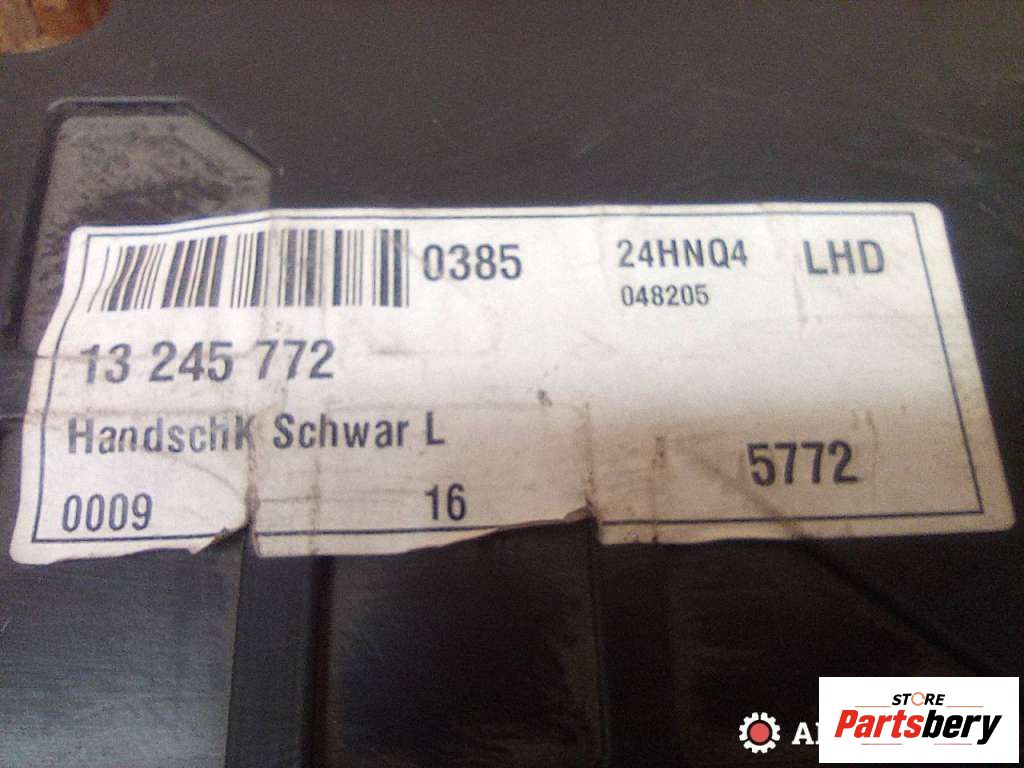 0385 24HNQ4 LHD
048205
13 245 772
HandschK Schwar L
5772
0009 16
STORE
Partsbery